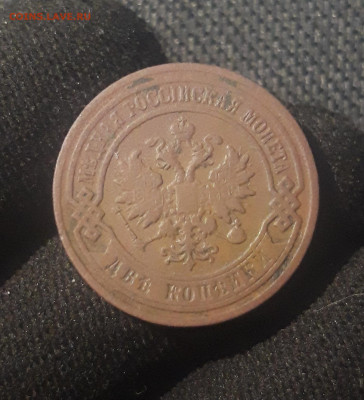 МѢДНАЯ РОССІЙСКАЯ МОНЕТА
ДВѢ КОПѢЙКИ